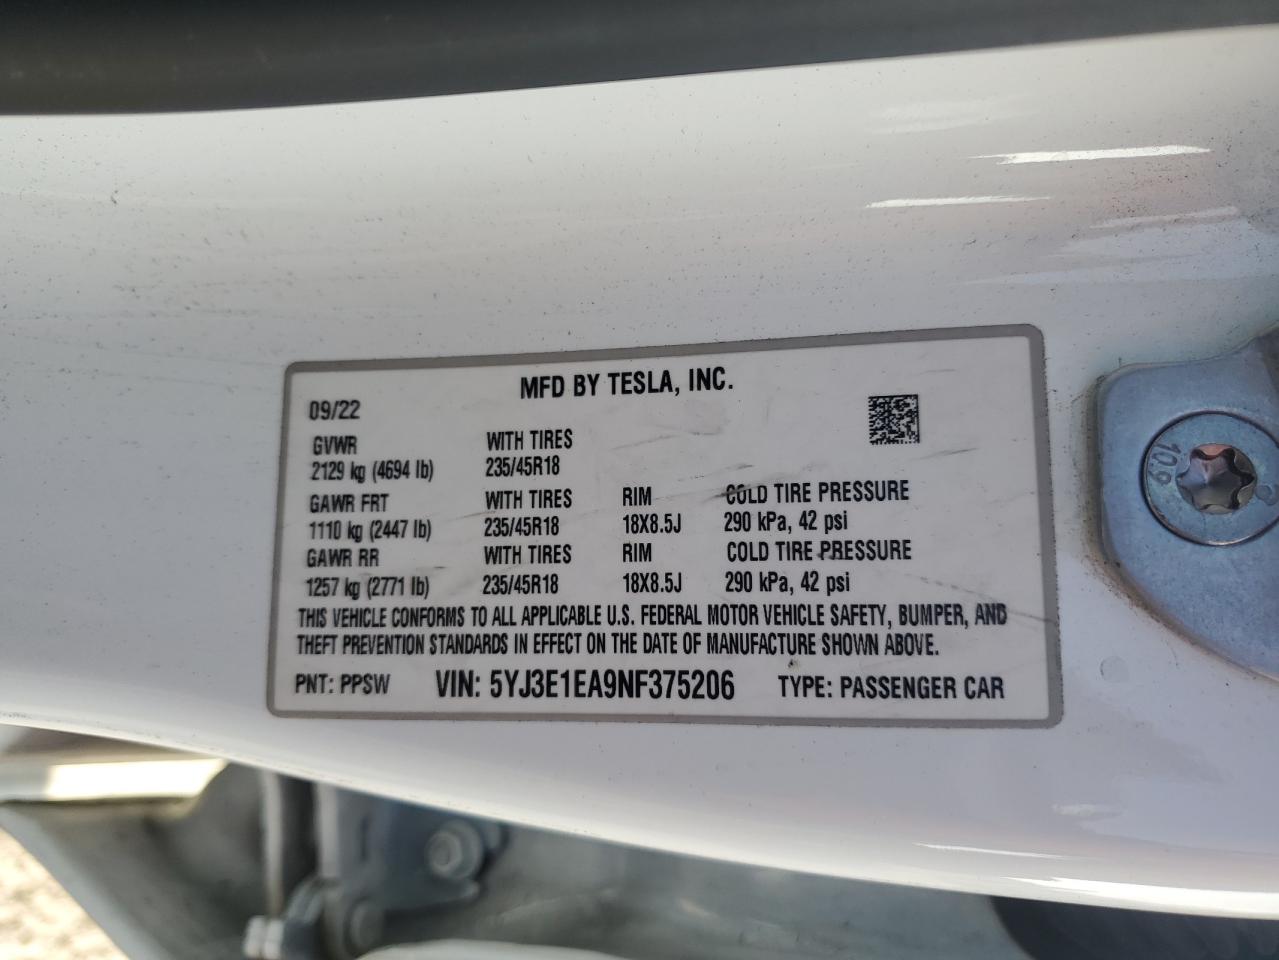 MFD BY TESLA, INC.
09/22
GVWR WITH TIRES
2129 kg (4694 lb) 235/45R18
GAWR FRT WITH TIRES RIM COLD TIRE PRESSURE
1110 kg (2447 lb) 235/45R18 18X8.5J 290 kPa, 42 psi
GAWR RR WITH TIRES RIM COLD TIRE PRESSURE
1257 kg (2771 lb) 235/45R18 18X8.5J 290 kPa, 42 psi
THIS VEHICLE CONFORMS TO ALL APPLICABLE U.S. FEDERAL MOTOR VEHICLE SAFETY, BUMPER, AND
THEFT PREVENTION STANDARDS IN EFFECT ON THE DATE OF MANUFACTURE SHOWN ABOVE.
PNT: PPSW VIN: 5YJ3E1EA9NF375206 TYPE: PASSENGER CAR
10.9